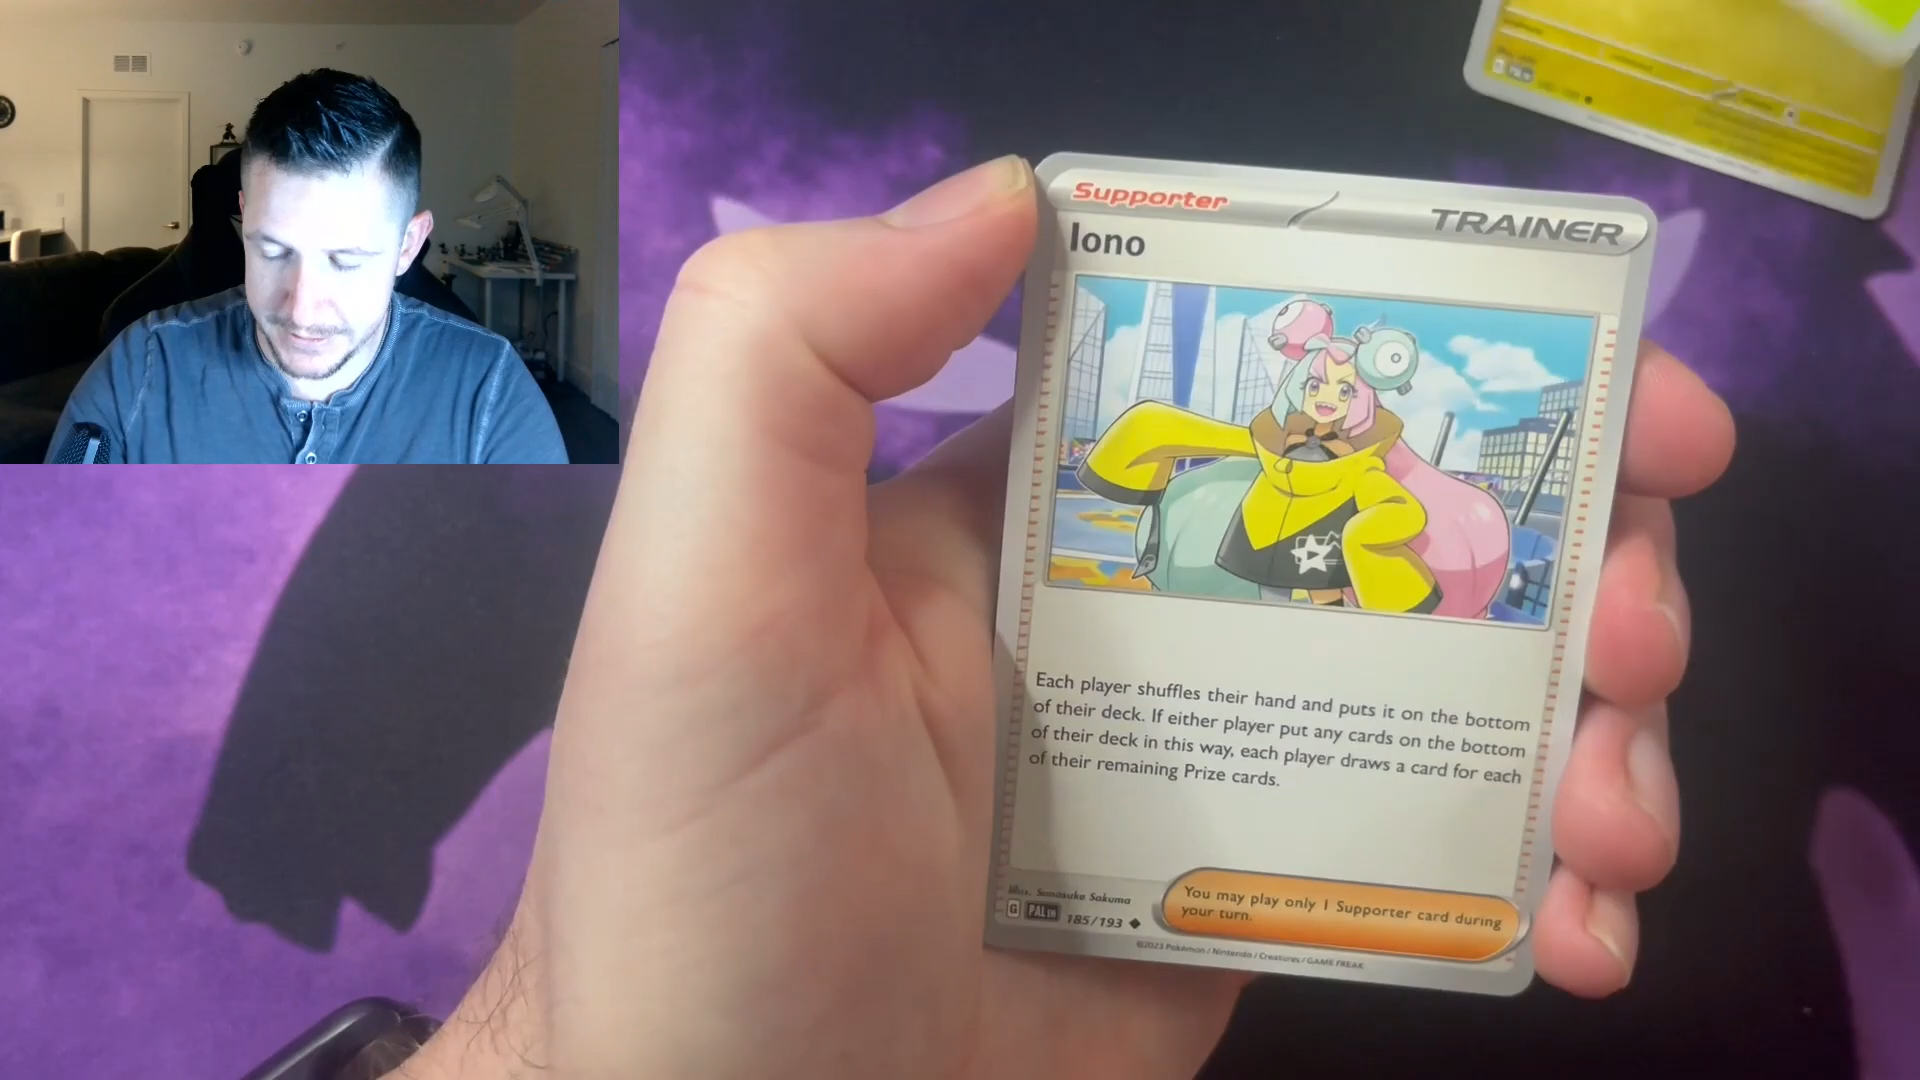 Supporter
TRAINER
Iono
Each player shuffles their hand and puts it on the bottom
of their deck. If either player put any cards on the bottom
of their deck in this way, each player draws a card for each
of their remaining Prize cards.
Illus. Sanosuke Sakuma
You may play only 1 Supporter card during
your turn.
G PAL EN 185/193
©2023 Pokémon / Nintendo / Creatures / GAME FREAK